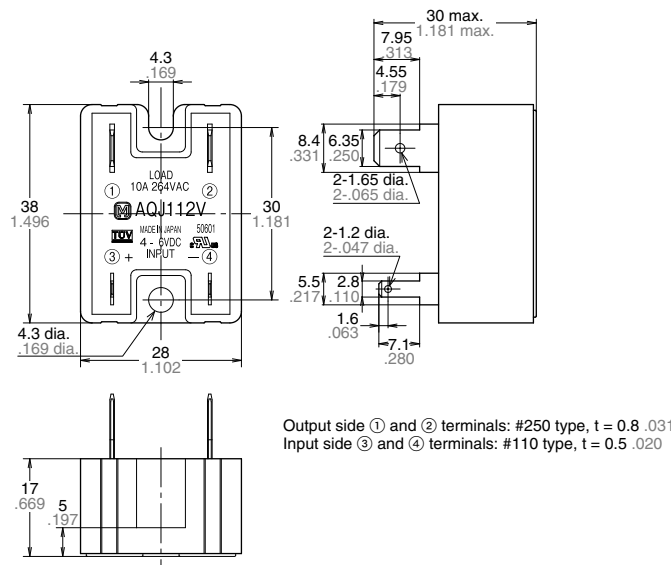 4.3
.169
38
1.496
30
1.181
LOAD
10A 264VAC
① ②
M AQJ112V
TÜV MADE IN JAPAN 50601
4 - 6VDC
③ + INPUT - ④
4.3 dia.
.169 dia.
28
1.102
30 max.
1.181 max.
7.95
.313
4.55
.179
8.4
.331
6.35
.250
2-1.65 dia.
2-.065 dia.
2-1.2 dia.
2-.047 dia.
5.5
.217
2.8
.110
1.6
.063
7.1
.280
Output side ① and ② terminals: #250 type, t = 0.8 .031
Input side ③ and ④ terminals: #110 type, t = 0.5 .020
17
.669
5
.197